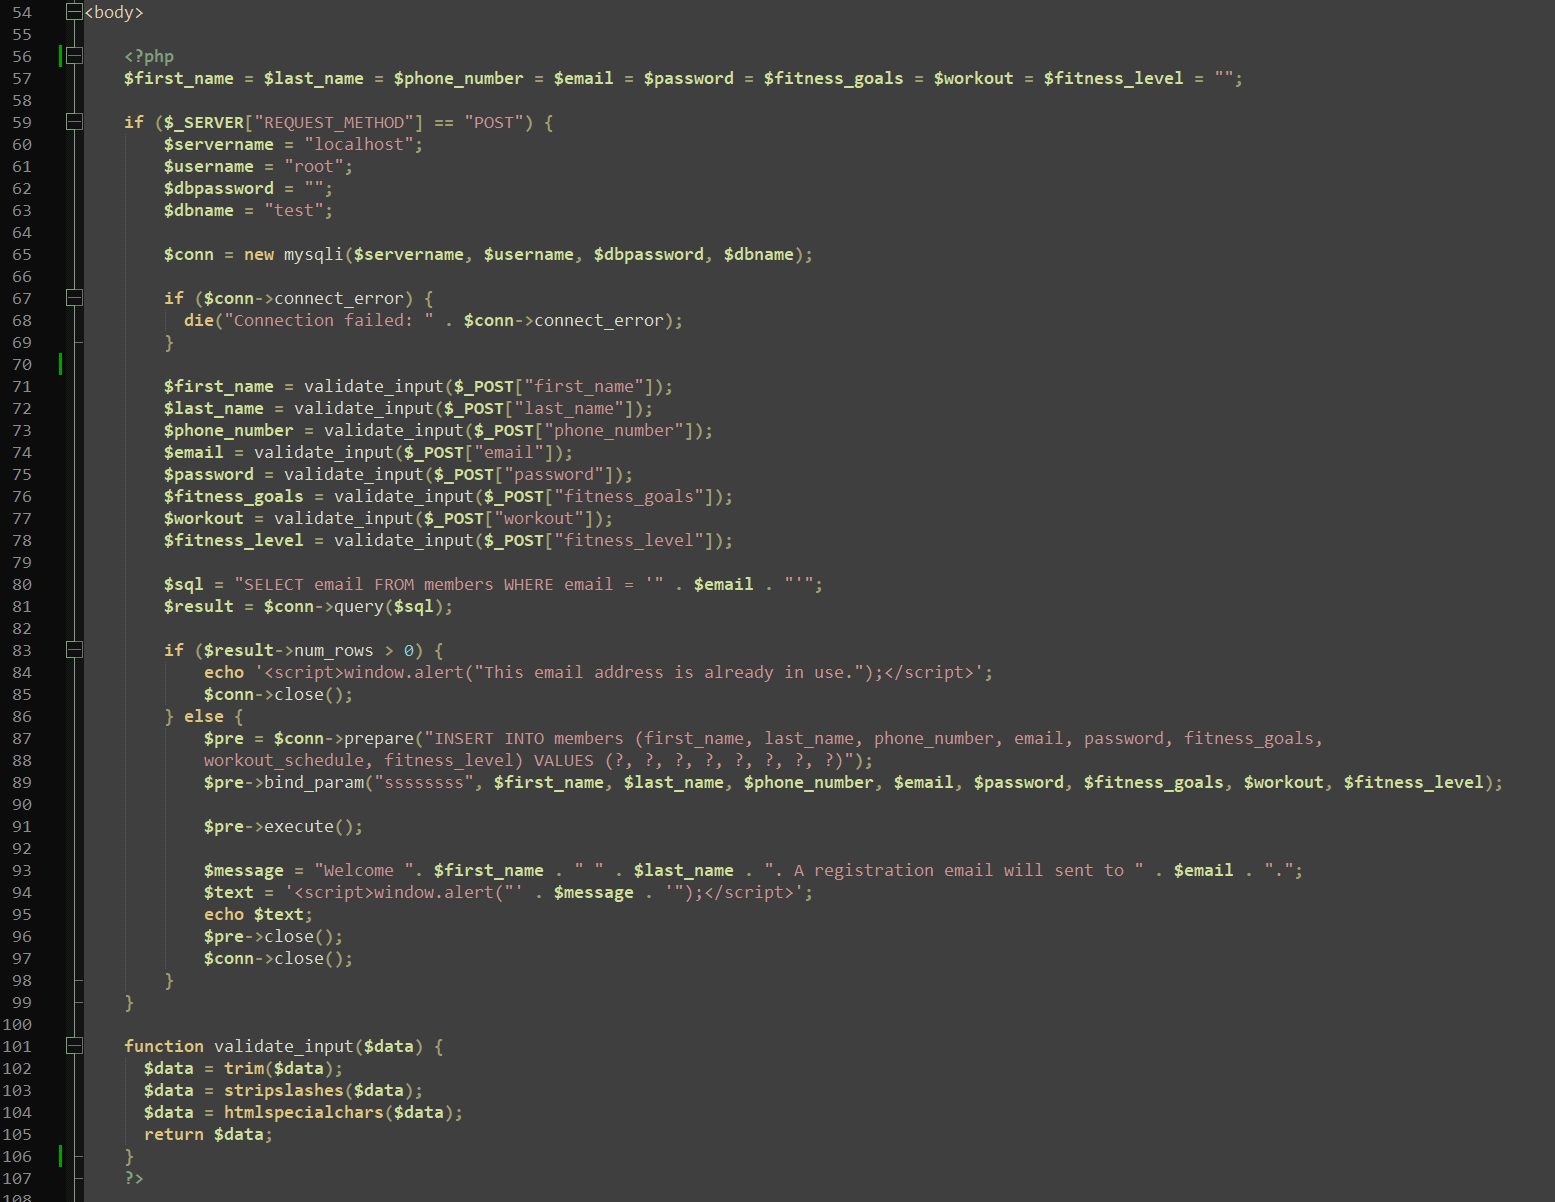 54 <body>
55
56 <?php
57 $first_name = $last_name = $phone_number = $email = $password = $fitness_goals = $workout = $fitness_level = "";
58
59 if ($_SERVER["REQUEST_METHOD"] == "POST") {
60 $servername = "localhost";
61 $username = "root";
62 $dbpassword = "";
63 $dbname = "test";
64
65 $conn = new mysqli($servername, $username, $dbpassword, $dbname);
66
67 if ($conn->connect_error) {
68 die("Connection failed: " . $conn->connect_error);
69 }
70
71 $first_name = validate_input($_POST["first_name"]);
72 $last_name = validate_input($_POST["last_name"]);
73 $phone_number = validate_input($_POST["phone_number"]);
74 $email = validate_input($_POST["email"]);
75 $password = validate_input($_POST["password"]);
76 $fitness_goals = validate_input($_POST["fitness_goals"]);
77 $workout = validate_input($_POST["workout"]);
78 $fitness_level = validate_input($_POST["fitness_level"]);
79
80 $sql = "SELECT email FROM members WHERE email = '" . $email . "'";
81 $result = $conn->query($sql);
82
83 if ($result->num_rows > 0) {
84 echo '<script>window.alert("This email address is already in use.");</script>';
85 $conn->close();
86 } else {
87 $pre = $conn->prepare("INSERT INTO members (first_name, last_name, phone_number, email, password, fitness_goals,
88 workout_schedule, fitness_level) VALUES (?, ?, ?, ?, ?, ?, ?, ?)");
89 $pre->bind_param("ssssssss", $first_name, $last_name, $phone_number, $email, $password, $fitness_goals, $workout, $fitness_level);
90
91 $pre->execute();
92
93 $message = "Welcome ". $first_name . " " . $last_name . ". A registration email will sent to " . $email . ".";
94 $text = '<script>window.alert("' . $message . '");</script>';
95 echo $text;
96 $pre->close();
97 $conn->close();
98 }
99 }
100
101 function validate_input($data) {
102 $data = trim($data);
103 $data = stripslashes($data);
104 $data = htmlspecialchars($data);
105 return $data;
106 }
107 ?>
108